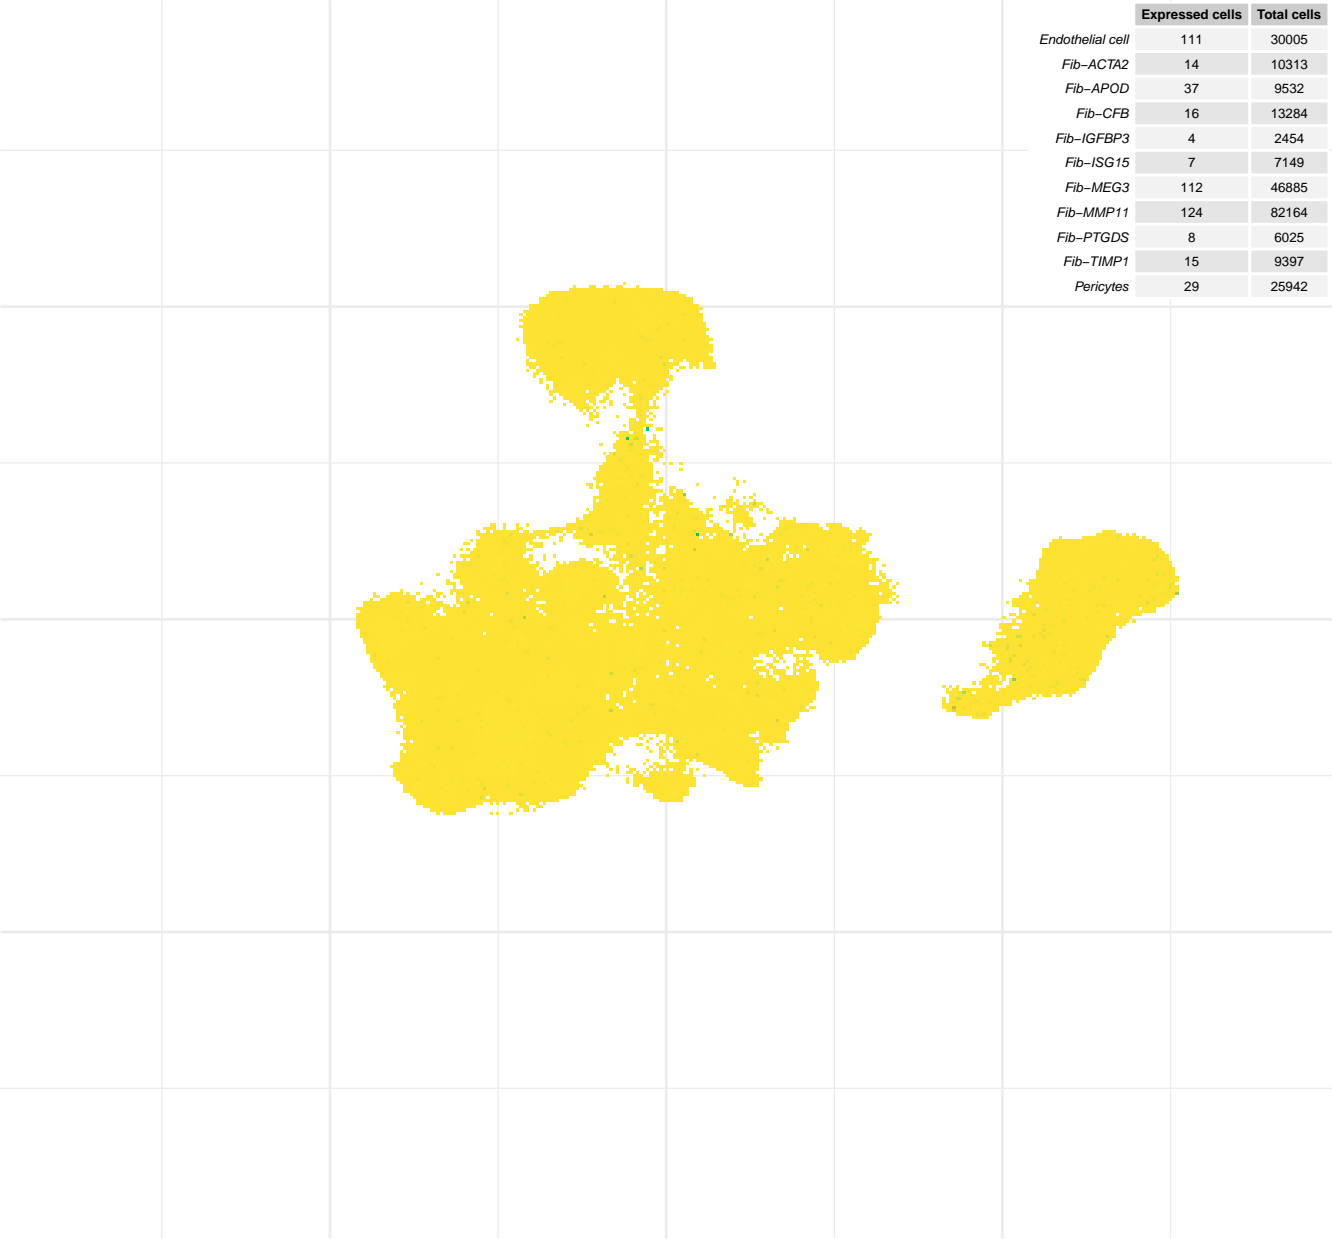 Expressed cells Total cells
Endothelial cell 111 30005
Fib−ACTA2 14 10313
Fib−APOD 37 9532
Fib−CFB 16 13284
Fib−IGFBP3 4 2454
Fib−ISG15 7 7149
Fib−MEG3 112 46885
Fib−MMP11 124 82164
Fib−PTGDS 8 6025
Fib−TIMP1 15 9397
Pericytes 29 25942